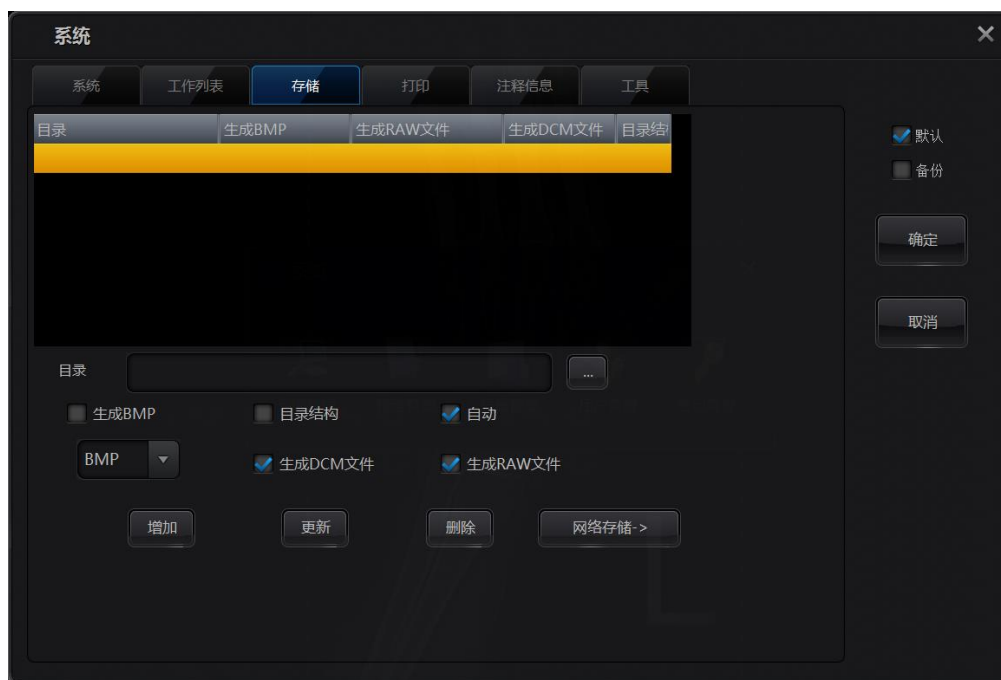 系统
系统 工作列表 存储 打印 注释信息 工具
目录 生成BMP 生成RAW文件 生成DCM文件 目录结
默认
备份
确定
取消
目录 ...
生成BMP 目录结构 自动
BMP 生成DCM文件 生成RAW文件
增加 更新 删除 网络存储->